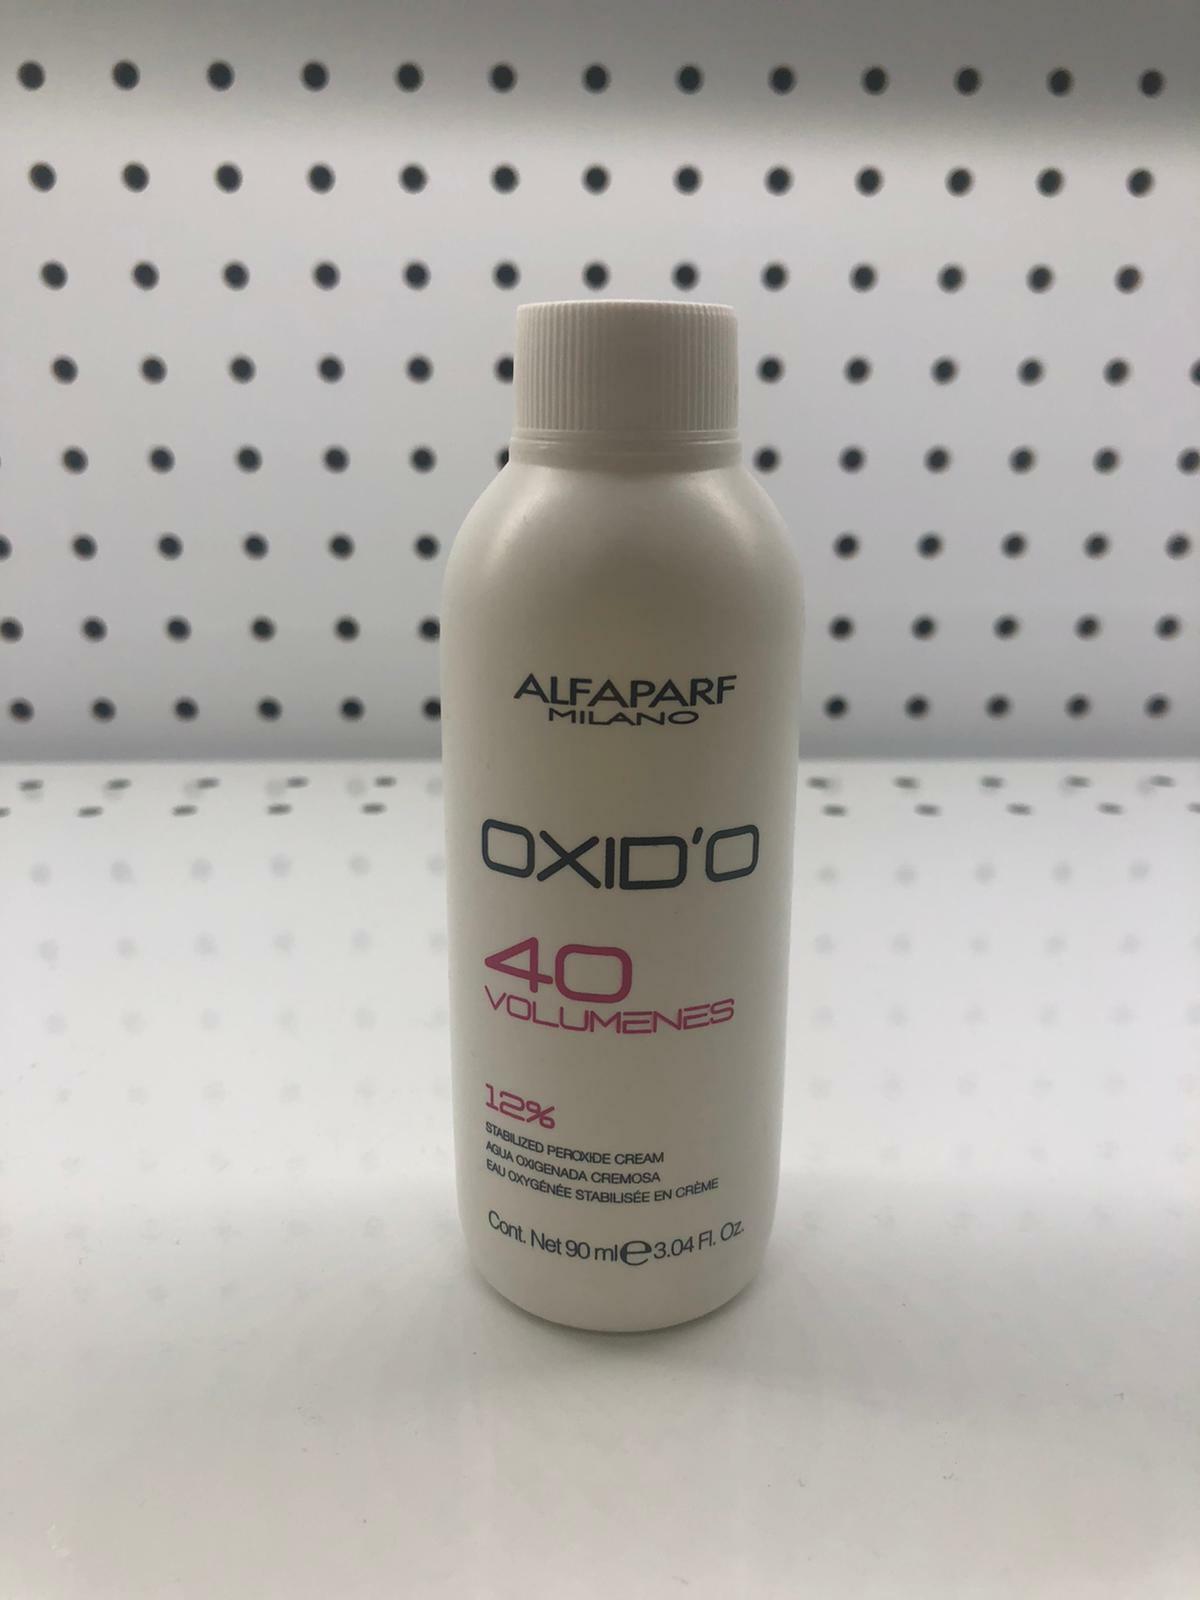 ALFAPARF
MILANO
OXID'O
40
VOLUMENES
12%
STABILIZED PEROXIDE CREAM
AGUA OXIGENADA CREMOSA
EAU OXYGÉNÉE STABILISÉE EN CRÈME
Cont. Net 90 ml ℮ 3.04 Fl. Oz.